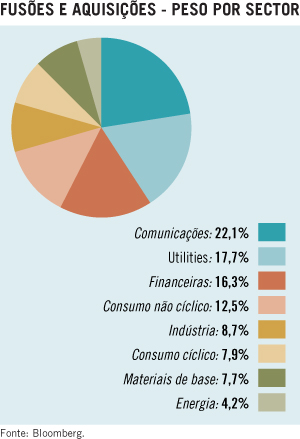 FUSÕES E AQUISIÇÕES - PESO POR SECTOR
Comunicações: 22,1%
Utilities: 17,7%
Financeiras: 16,3%
Consumo não cíclico: 12,5%
Indústria: 8,7%
Consumo cíclico: 7,9%
Materiais de base: 7,7%
Energia: 4,2%
Fonte: Bloomberg.